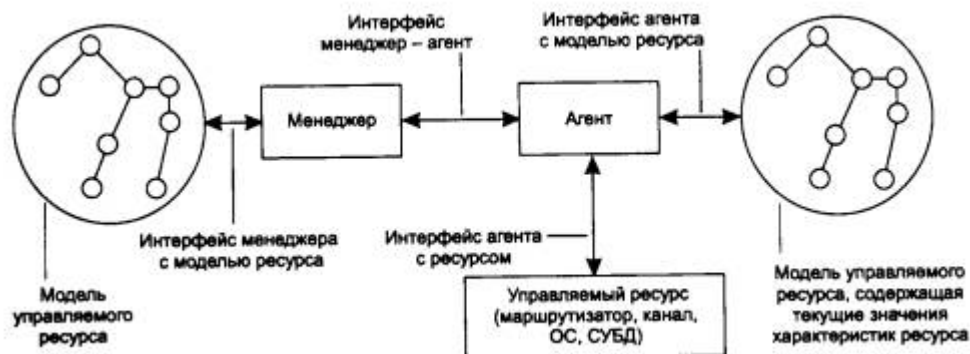 Интерфейс
менеджер – агент
Интерфейс агента
с моделью ресурса
Менеджер
Агент
Интерфейс менеджера
с моделью ресурса
Интерфейс агента
с ресурсом
Модель
управляемого
ресурса
Управляемый ресурс
(маршрутизатор, канал,
ОС, СУБД)
Модель управляемого
ресурса, содержащая
текущие значения
характеристик ресурса